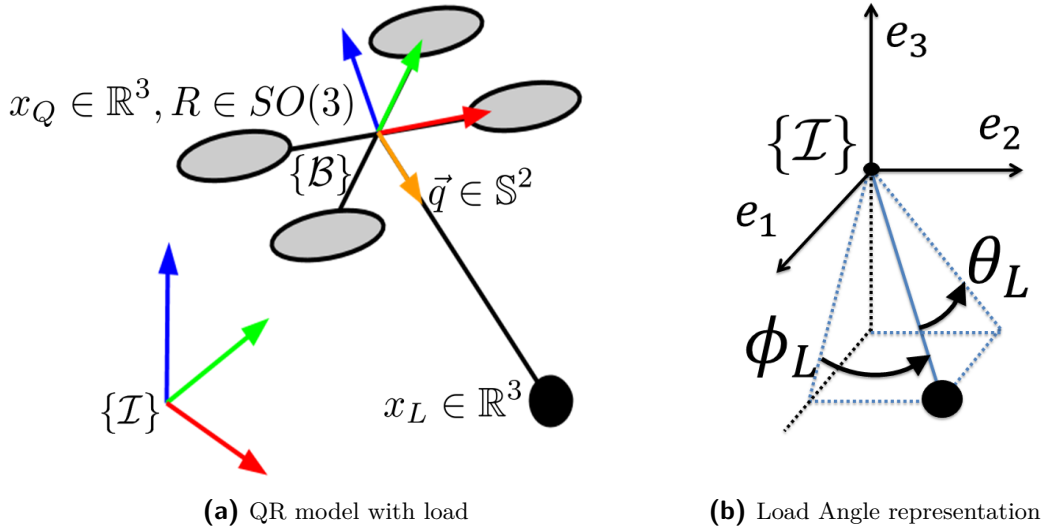 x_Q ∈ ℝ³, R ∈ SO(3)
{ℬ}
q⃗ ∈ 𝕊²
{ℐ}
x_L ∈ ℝ³
(a) QR model with load
e₃
{ℐ}
e₂
e₁
θ_L
ϕ_L
(b) Load Angle representation